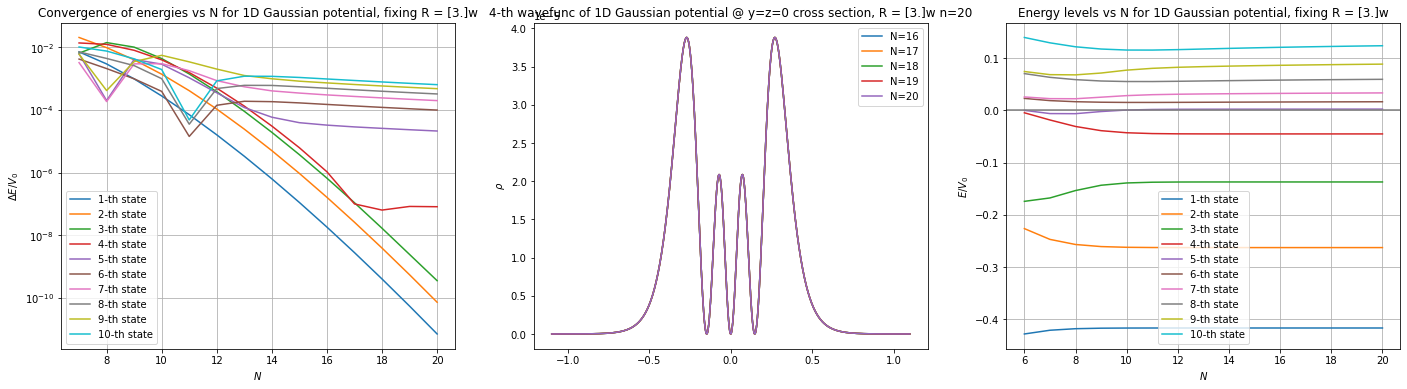 Convergence of energies vs N for 1D Gaussian potential, fixing R = [3.]w
ΔE/V₀
10⁻²
10⁻⁴
10⁻⁶
10⁻⁸
10⁻¹⁰
1-th state
2-th state
3-th state
4-th state
5-th state
6-th state
7-th state
8-th state
9-th state
10-th state
8 10 12 14 16 18 20
N
4-th wavefunc of 1D Gaussian potential @ y=z=0 cross section, R = [3.]w n=20
ρ
4.0
3.5
3.0
2.5
2.0
1.5
1.0
0.5
0.0
N=16
N=17
N=18
N=19
N=20
−1.0 −0.5 0.0 0.5 1.0
Energy levels vs N for 1D Gaussian potential, fixing R = [3.]w
E/V₀
0.1
0.0
−0.1
−0.2
−0.3
−0.4
1-th state
2-th state
3-th state
4-th state
5-th state
6-th state
7-th state
8-th state
9-th state
10-th state
6 8 10 12 14 16 18 20
N